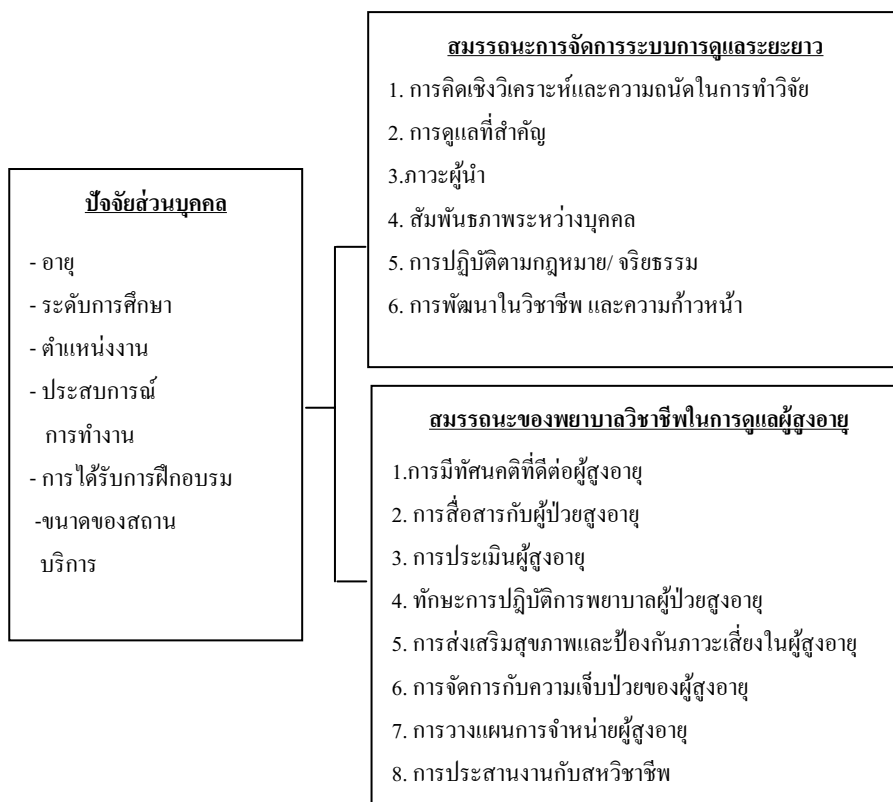 ปัจจัยส่วนบุคคล
- อายุ
- ระดับการศึกษา
- ตำแหน่งงาน
- ประสบการณ์
การทำงาน
- การได้รับการฝึกอบรม
-ขนาดของสถาน
บริการ
สมรรถนะการจัดการระบบการดูแลระยะยาว
1. การคิดเชิงวิเคราะห์และความถนัดในการทำวิจัย
2. การดูแลที่สำคัญ
3.ภาวะผู้นำ
4. สัมพันธภาพระหว่างบุคคล
5. การปฏิบัติตามกฎหมาย/ จริยธรรม
6. การพัฒนาในวิชาชีพ และความก้าวหน้า
สมรรถนะของพยาบาลวิชาชีพในการดูแลผู้สูงอายุ
1.การมีทัศนคติที่ดีต่อผู้สูงอายุ
2. การสื่อสารกับผู้ป่วยสูงอายุ
3. การประเมินผู้สูงอายุ
4. ทักษะการปฎิบัติการพยาบาลผู้ป่วยสูงอายุ
5. การส่งเสริมสุขภาพและป้องกันภาวะเสี่ยงในผู้สูงอายุ
6. การจัดการกับความเจ็บป่วยของผู้สูงอายุ
7. การวางแผนการจำหน่ายผู้สูงอายุ
8. การประสานงานกับสหวิชาชีพ